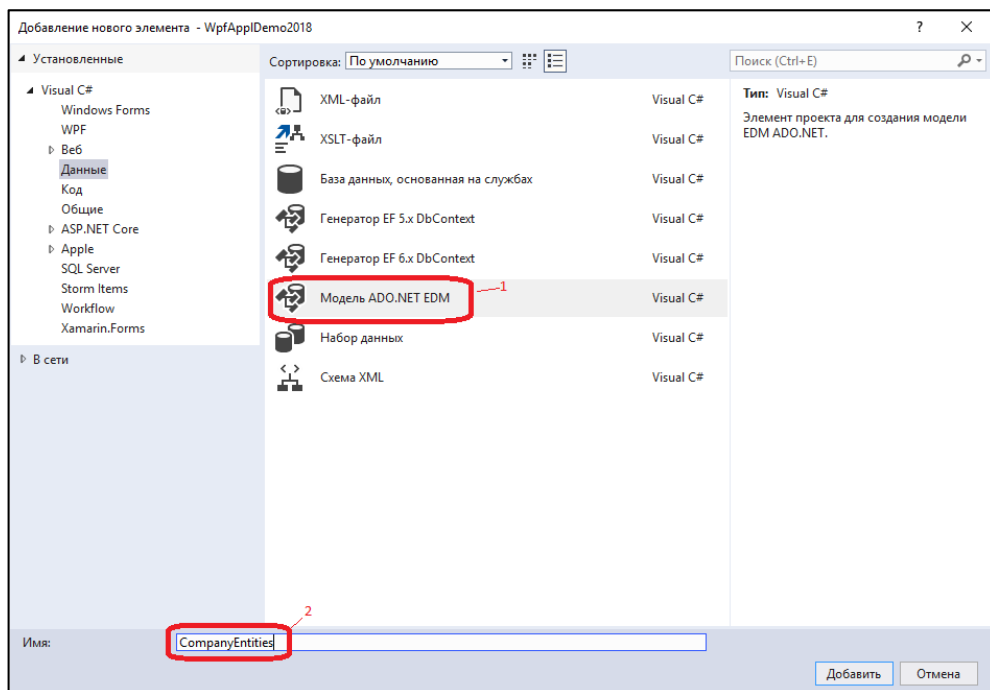 Добавление нового элемента - WpfApplDemo2018
?
Установленные
Visual C#
Windows Forms
WPF
Веб
Данные
Код
Общие
ASP.NET Core
Apple
SQL Server
Storm Items
Workflow
Xamarin.Forms
В сети
Сортировка: По умолчанию
XML-файл Visual C#
XSLT-файл Visual C#
База данных, основанная на службах Visual C#
Генератор EF 5.x DbContext Visual C#
Генератор EF 6.x DbContext Visual C#
Модель ADO.NET EDM Visual C#
1
Набор данных Visual C#
Схема XML Visual C#
Поиск (Ctrl+E)
Тип: Visual C#
Элемент проекта для создания модели
EDM ADO.NET.
2
Имя: CompanyEntities
Добавить Отмена